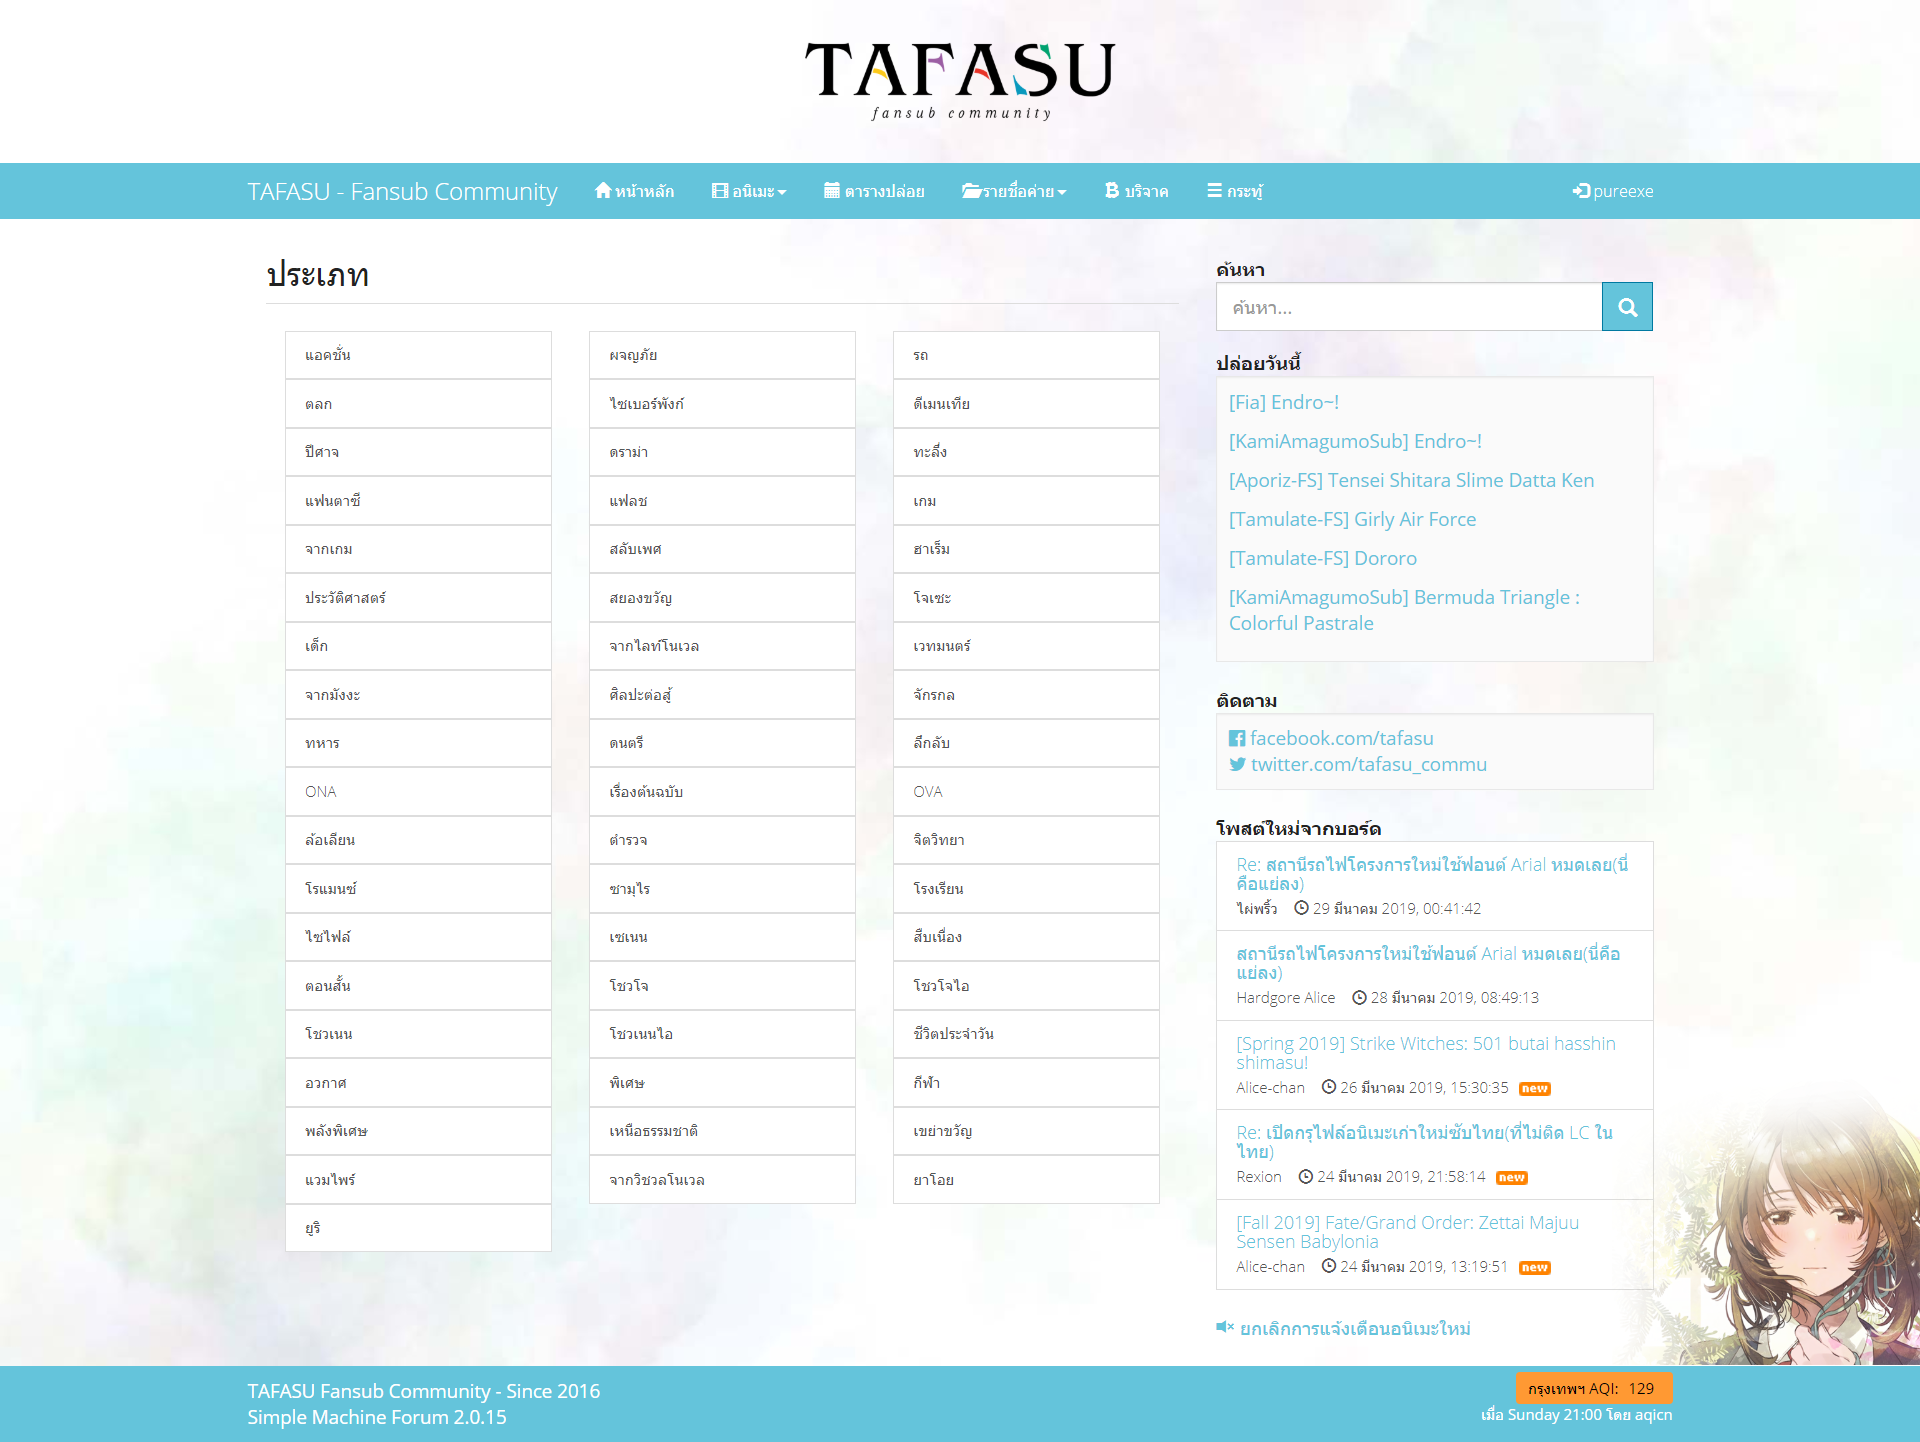 TAFASU
fansub community
TAFASU - Fansub Community
หน้าหลัก
อนิเมะ
ตารางปล่อย
รายชื่อค่าย
บริจาค
กระทู้
pureexe
ประเภท
แอคชั่น
ผจญภัย
รถ
ตลก
ไซเบอร์พังก์
ดีเมนเทีย
ปีศาจ
ดราม่า
ทะลึ่ง
แฟนตาซี
แฟลช
เกม
จากเกม
สลับเพศ
ฮาเร็ม
ประวัติศาสตร์
สยองขวัญ
โจเซะ
เด็ก
จากไลท์โนเวล
เวทมนตร์
จากมังงะ
ศิลปะต่อสู้
จักรกล
ทหาร
ดนตรี
ลึกลับ
ONA
เรื่องต้นฉบับ
OVA
ล้อเลียน
ตำรวจ
จิตวิทยา
โรแมนซ์
ซามุไร
โรงเรียน
ไซไฟล์
เซเนน
สืบเนื่อง
ตอนสั้น
โชวโจ
โชวโจไอ
โชวเนน
โชวเนนไอ
ชีวิตประจำวัน
อวกาศ
พิเศษ
กีฬา
พลังพิเศษ
เหนือธรรมชาติ
เขย่าขวัญ
แวมไพร์
จากวิชวลโนเวล
ยาโอย
ยูริ
ค้นหา
ค้นหา...
ปล่อยวันนี้
[Fia] Endro~!
[KamiAmagumoSub] Endro~!
[Aporiz-FS] Tensei Shitara Slime Datta Ken
[Tamulate-FS] Girly Air Force
[Tamulate-FS] Dororo
[KamiAmagumoSub] Bermuda Triangle :
Colorful Pastrale
ติดตาม
facebook.com/tafasu
twitter.com/tafasu_commu
โพสต์ใหม่จากบอร์ด
Re: สถานีรถไฟโครงการใหม่ใช้ฟอนต์ Arial หมดเลย(นี่
คือแย่ลง)
ไผ่พริ้ว 29 มีนาคม 2019, 00:41:42
สถานีรถไฟโครงการใหม่ใช้ฟอนต์ Arial หมดเลย(นี่คือ
แย่ลง)
Hardgore Alice 28 มีนาคม 2019, 08:49:13
[Spring 2019] Strike Witches: 501 butai hasshin
shimasu!
Alice-chan 26 มีนาคม 2019, 15:30:35 new
Re: เปิดกรุไฟล์อนิเมะเก่าใหม่ซับไทย(ที่ไม่ติด LC ใน
ไทย)
Rexion 24 มีนาคม 2019, 21:58:14 new
[Fall 2019] Fate/Grand Order: Zettai Majuu
Sensen Babylonia
Alice-chan 24 มีนาคม 2019, 13:19:51 new
ยกเลิกการแจ้งเตือนอนิเมะใหม่
TAFASU Fansub Community - Since 2016
Simple Machine Forum 2.0.15
กรุงเทพฯ AQI: 129
เมื่อ Sunday 21:00 โดย aqicn